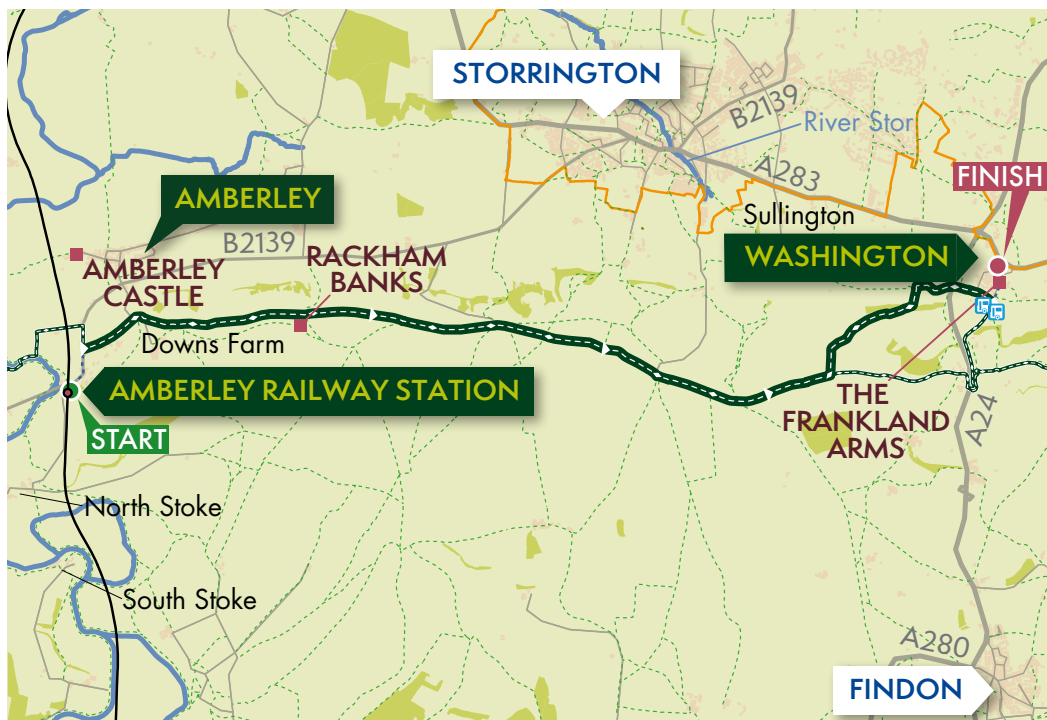 STORRINGTON
B2139
River Stor
A283
FINISH
AMBERLEY
Sullington
B2139
WASHINGTON
AMBERLEY
CASTLE
RACKHAM
BANKS
Downs Farm
AMBERLEY RAILWAY STATION
START
THE
FRANKLAND
ARMS
A24
North Stoke
South Stoke
A280
FINDON